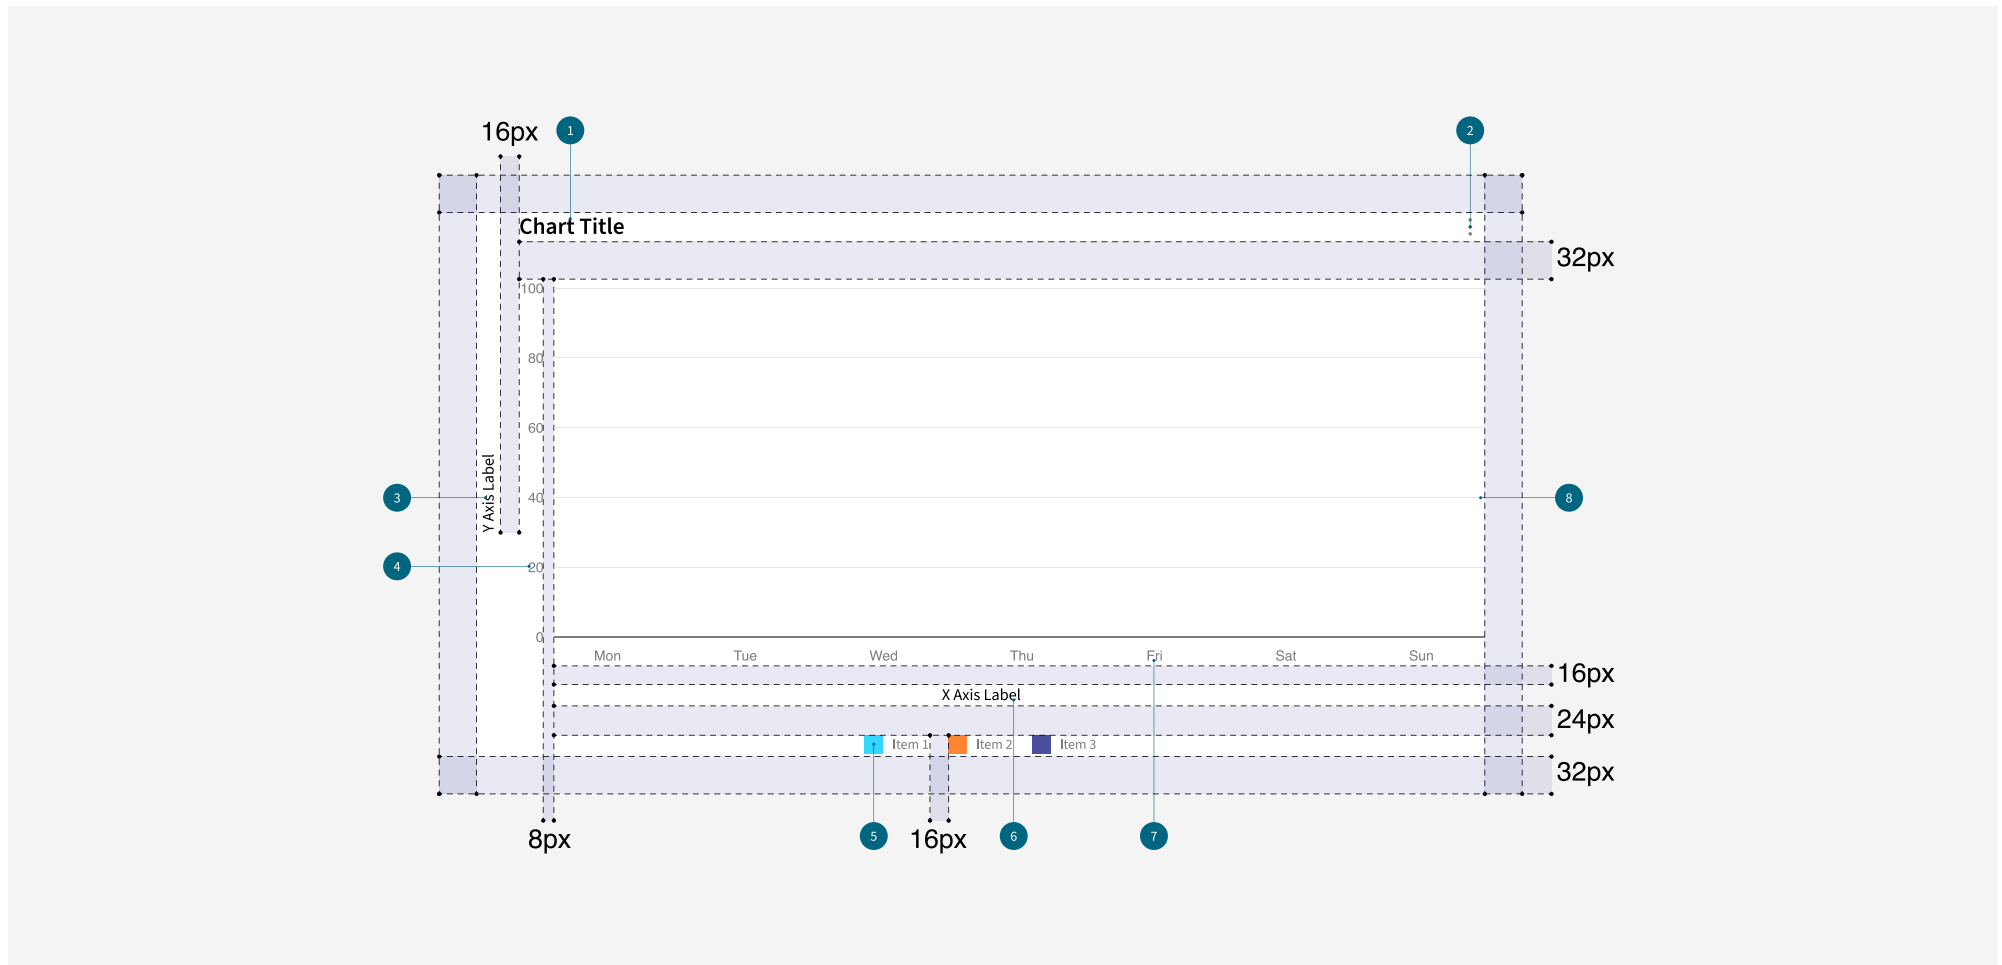 16px
1
2
Chart Title
32px
100
80
60
Y Axis Label
3
40
8
4
20
0
Mon Tue Wed Thu Fri Sat Sun
16px
X Axis Label
24px
Item 1 Item 2 Item 3
32px
8px
5
16px
6
7